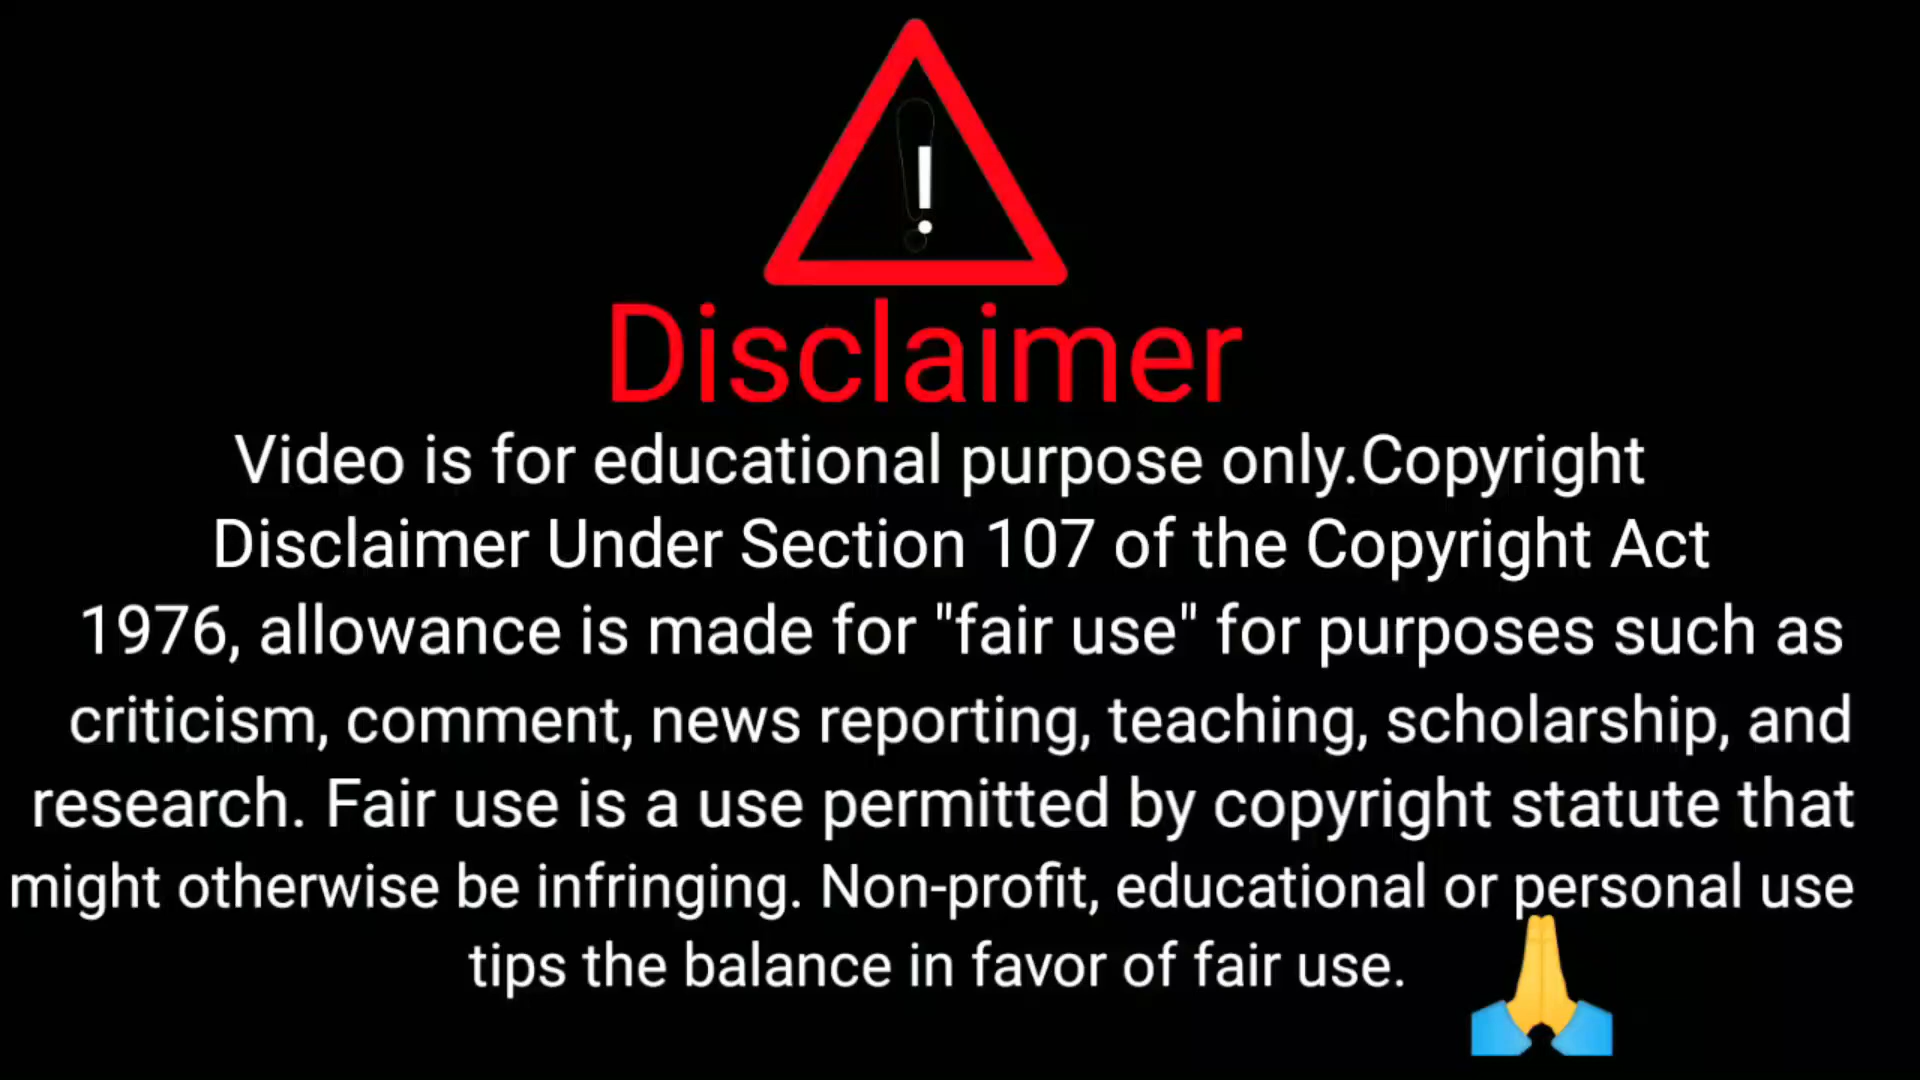 !
Disclaimer
Video is for educational purpose only.Copyright
Disclaimer Under Section 107 of the Copyright Act
1976, allowance is made for "fair use" for purposes such as
criticism, comment, news reporting, teaching, scholarship, and
research. Fair use is a use permitted by copyright statute that
might otherwise be infringing. Non-profit, educational or personal use
tips the balance in favor of fair use.